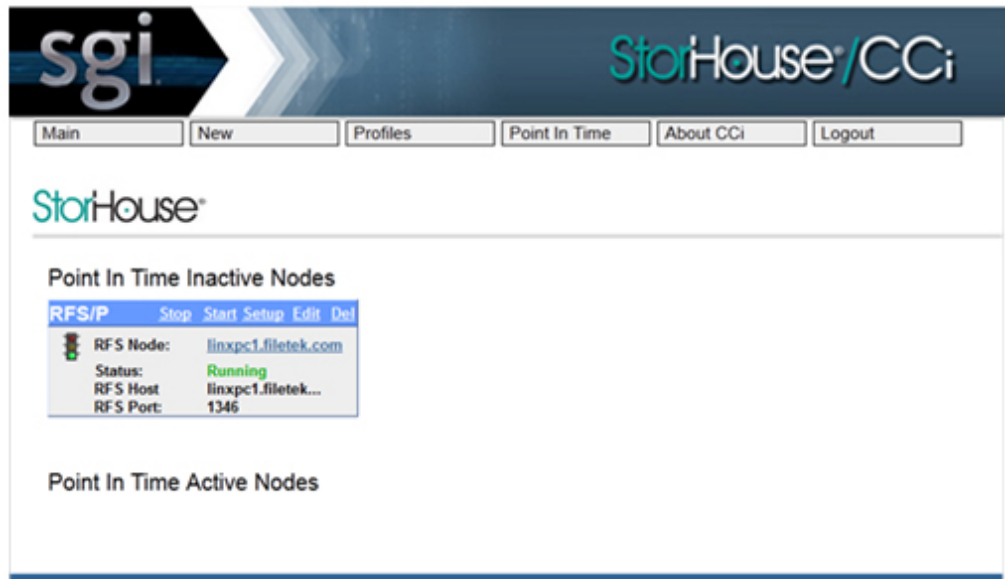 sgi
StorHouse®/CCi
Main New Profiles Point In Time About CCi Logout
StorHouse®
Point In Time Inactive Nodes
RFS/P Stop Start Setup Edit Del
RFS Node: linxpc1.filetek.com
Status: Running
RFS Host linxpc1.filetek...
RFS Port: 1346
Point In Time Active Nodes